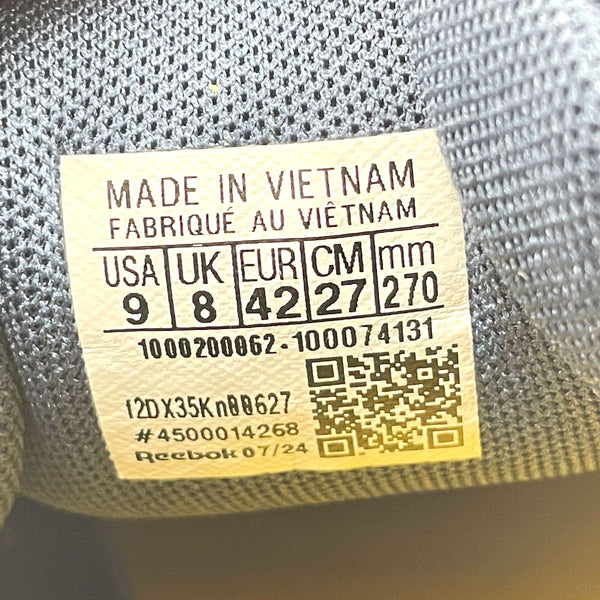 MADE IN VIETNAM
FABRIQUÉ AU VIÊTNAM
USA UK EUR CM mm
9 8 42 27 270
1000200062-100074131
#4500014268
Reebok 07/24